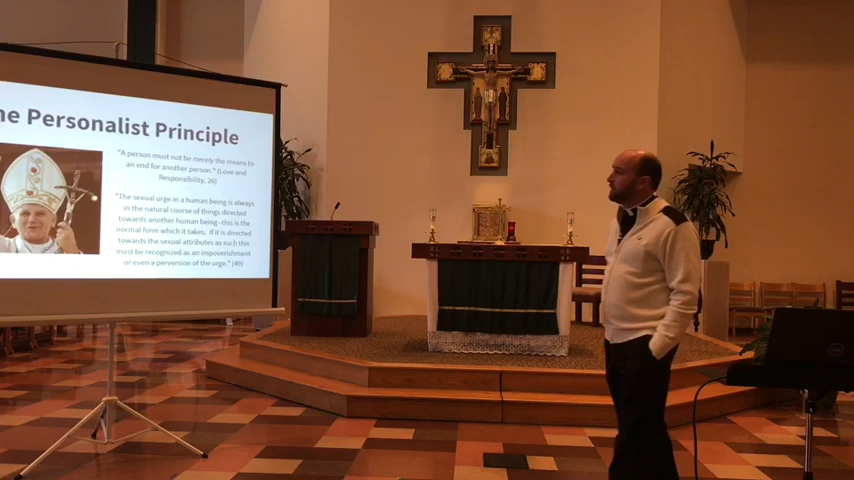 he Personalist Principle
"A person must not be merely the means to
an end for another person." (Love and
Responsibility, 26)
"The sexual urge in a human being is always
in the natural course of things directed
towards another human being--this is the
normal form which it takes. If it is directed
towards the sexual attributes as such this
must be recognized as an impoverishment
or even a perversion of the urge." (49)
DELL